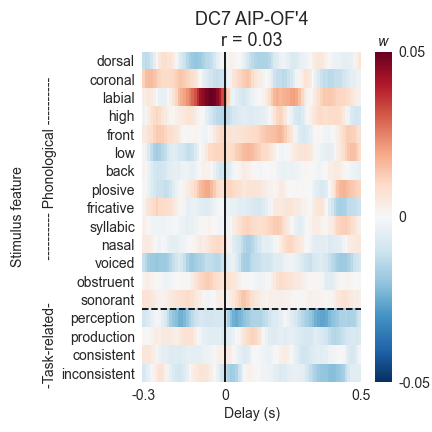 DC7 AIP-OF'4
r = 0.03
w
dorsal
coronal
labial
high
front
low
back
plosive
fricative
syllabic
nasal
voiced
obstruent
sonorant
perception
production
consistent
inconsistent
Stimulus feature
-Task-related- ---------- Phonological ----------
0.05
0
-0.05
-0.3
0
0.5
Delay (s)